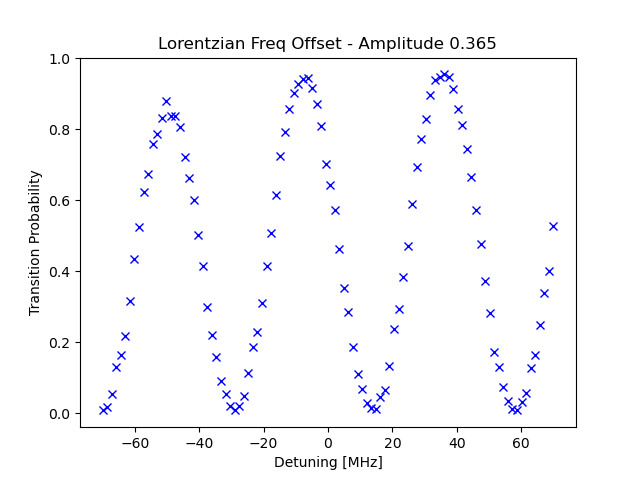 Lorentzian Freq Offset - Amplitude 0.365
Transition Probability
1.0
0.8
0.6
0.4
0.2
0.0
−60 −40 −20 0 20 40 60
Detuning [MHz]